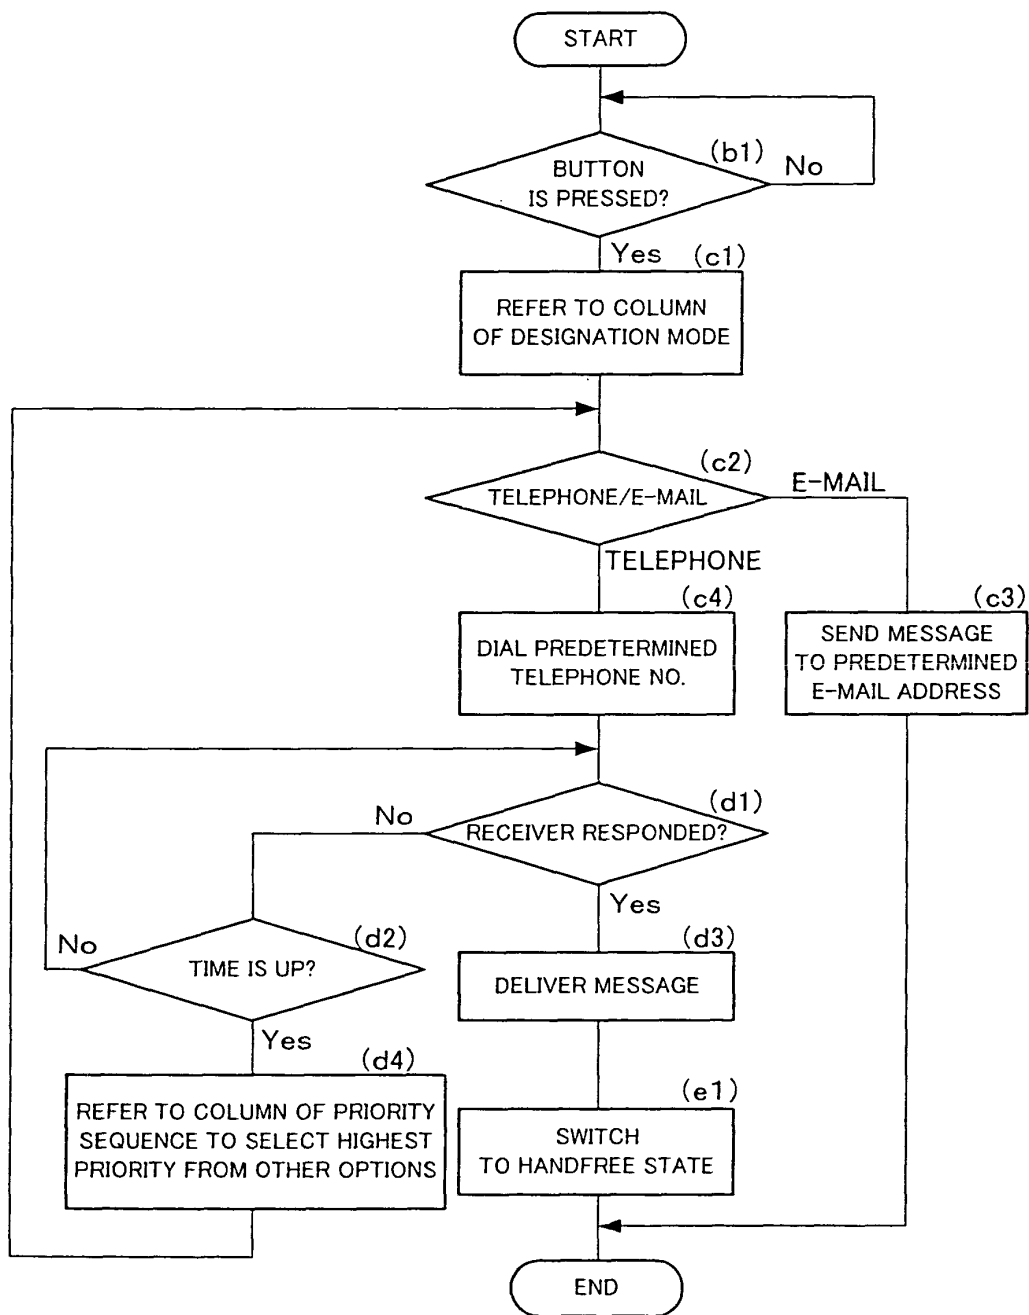 START
(b1)
BUTTON
IS PRESSED?
No
Yes
(c1)
REFER TO COLUMN
OF DESIGNATION MODE
(c2)
TELEPHONE/E-MAIL
E-MAIL
TELEPHONE
(c4)
DIAL PREDETERMINED
TELEPHONE NO.
(c3)
SEND MESSAGE
TO PREDETERMINED
E-MAIL ADDRESS
(d1)
No
RECEIVER RESPONDED?
Yes
No
(d2)
TIME IS UP?
Yes
(d3)
DELIVER MESSAGE
(d4)
REFER TO COLUMN OF PRIORITY
SEQUENCE TO SELECT HIGHEST
PRIORITY FROM OTHER OPTIONS
(e1)
SWITCH
TO HANDFREE STATE
END